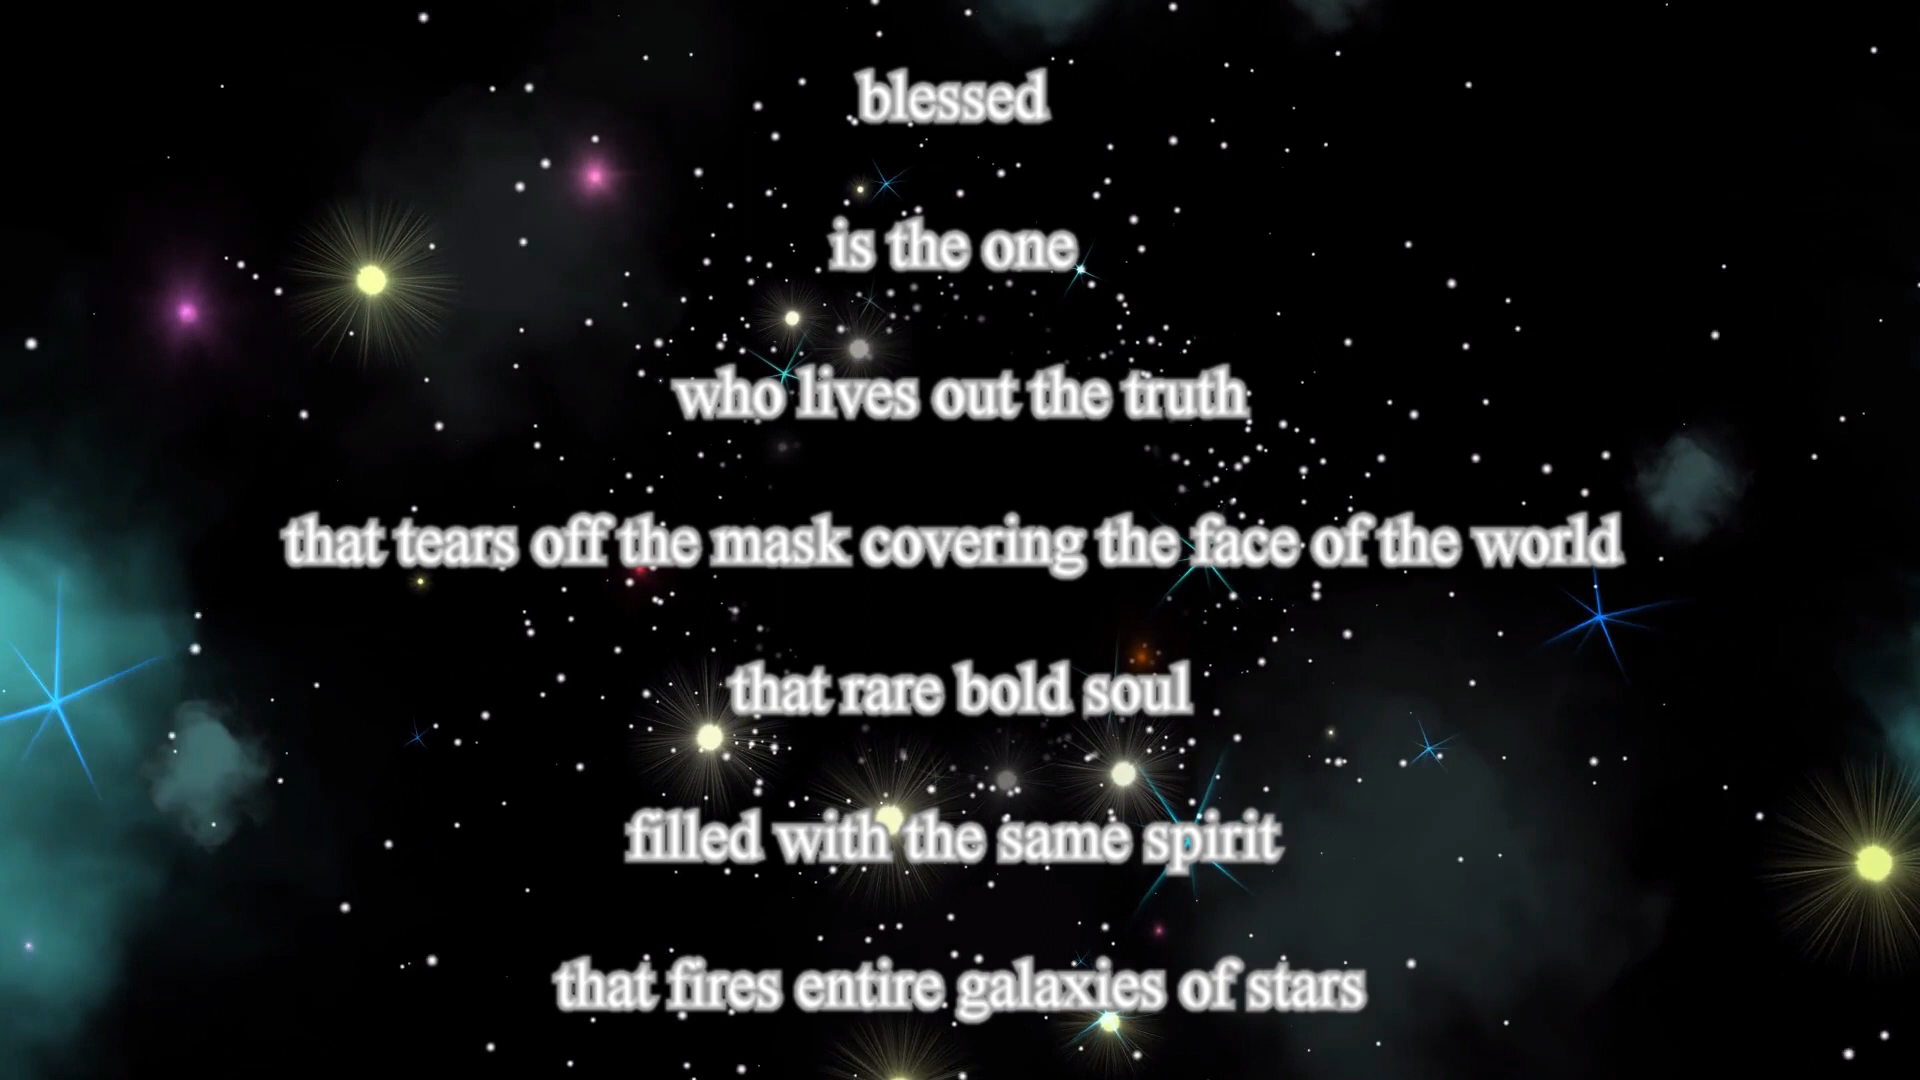 blessed
is the one
who lives out the truth
that tears off the mask covering the face of the world
that rare bold soul
filled with the same spirit
that fires entire galaxies of stars